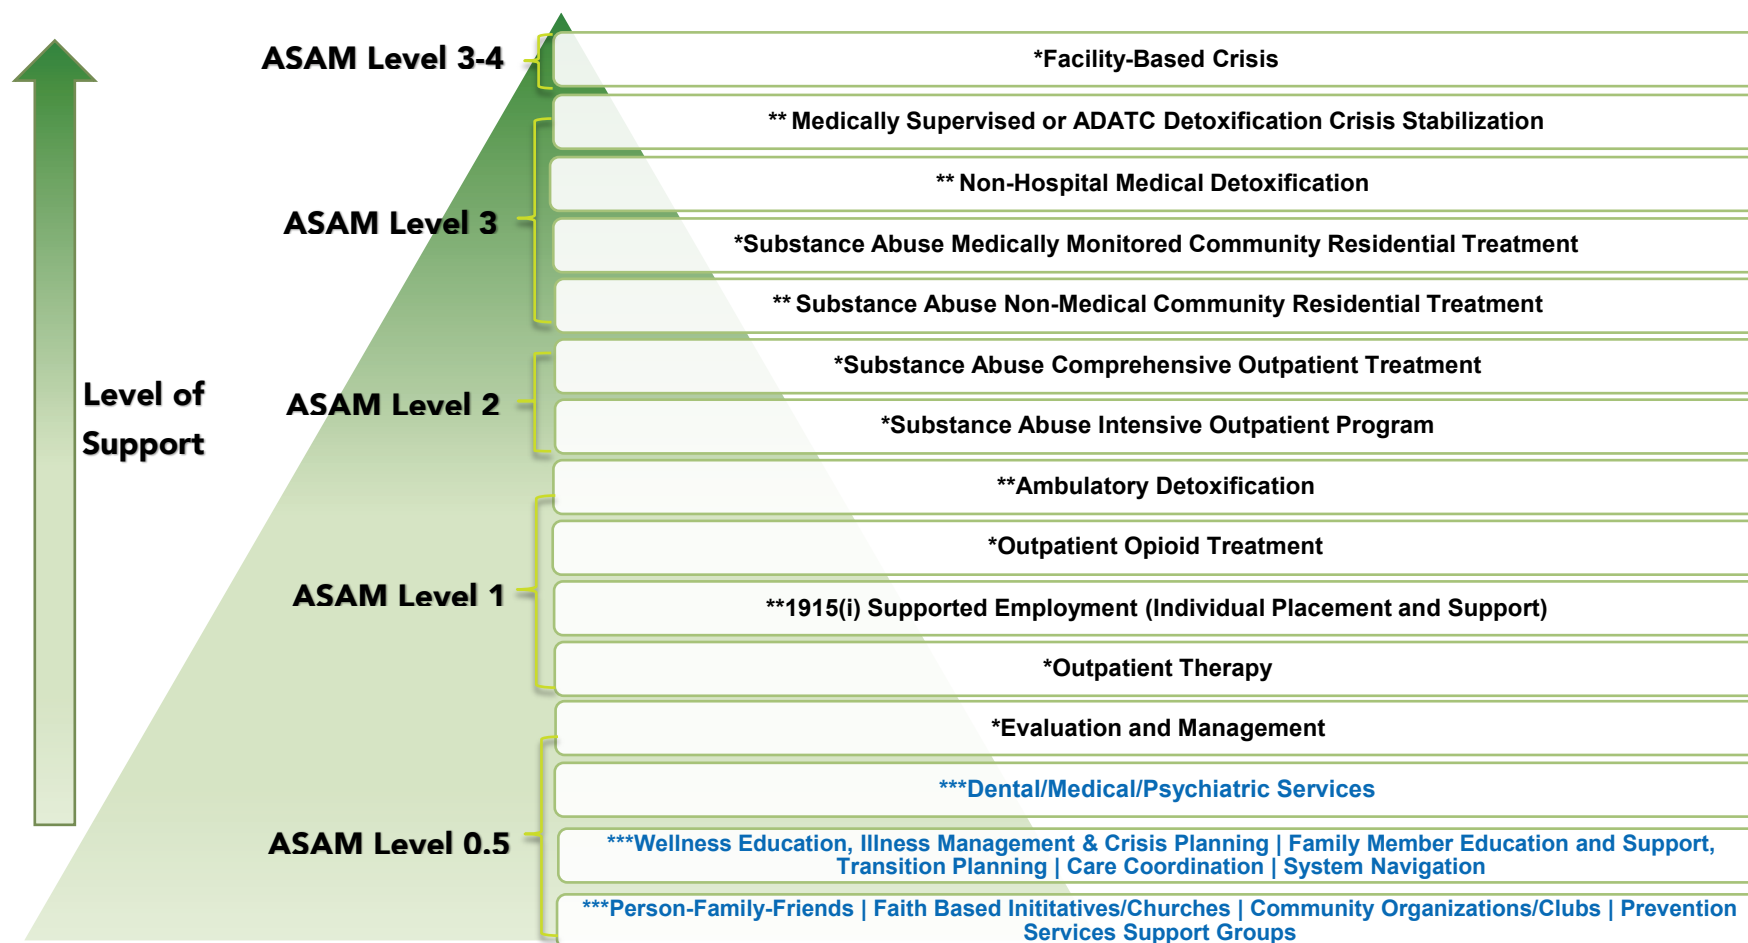 ASAM Level 3-4
*Facility-Based Crisis
** Medically Supervised or ADATC Detoxification Crisis Stabilization
** Non-Hospital Medical Detoxification
ASAM Level 3
*Substance Abuse Medically Monitored Community Residential Treatment
** Substance Abuse Non-Medical Community Residential Treatment
*Substance Abuse Comprehensive Outpatient Treatment
Level of
Support
ASAM Level 2
*Substance Abuse Intensive Outpatient Program
**Ambulatory Detoxification
*Outpatient Opioid Treatment
ASAM Level 1
**1915(i) Supported Employment (Individual Placement and Support)
*Outpatient Therapy
*Evaluation and Management
***Dental/Medical/Psychiatric Services
ASAM Level 0.5
***Wellness Education, Illness Management & Crisis Planning | Family Member Education and Support,
Transition Planning | Care Coordination | System Navigation
***Person-Family-Friends | Faith Based Inititatives/Churches | Community Organizations/Clubs | Prevention
Services Support Groups